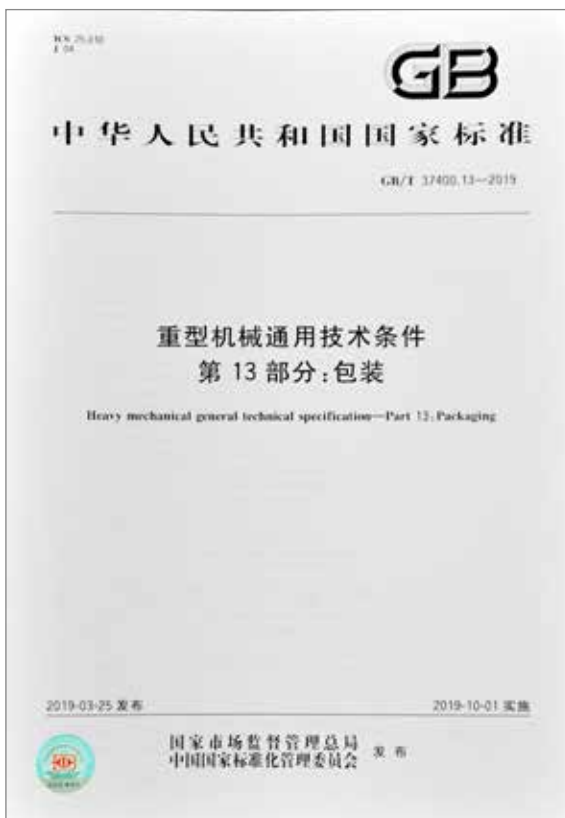 J 04
GB
中华人民共和国国家标准
GB/T 37400.13—2019
重型机械通用技术条件
第 13 部分:包装
Heavy mechanical general technical specification—Part 13:Packaging
2019-03-25 发布
2019-10-01 实施
国家市场监督管理总局
中国国家标准化管理委员会
发布